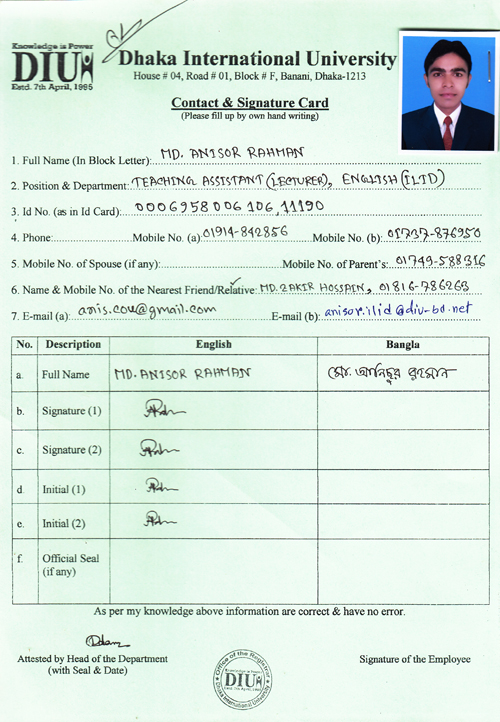 Knowledge is Power
DIU
Estd. 7th April, 1995
Dhaka International University
House # 04, Road # 01, Block # F, Banani, Dhaka-1213
Contact & Signature Card
(Please fill up by own hand writing)
1. Full Name (In Block Letter): MD. ANISOR RAHMAN
2. Position & Department: TEACHING ASSISTANT (LECTURER), ENGLISH (ILID)
3. Id No. (as in Id Card): 0006958006106, 11190
4. Phone: Mobile No. (a): 01914-842856 Mobile No. (b): 01737-876950
5. Mobile No. of Spouse (if any): Mobile No. of Parent's: 01749-588316
6. Name & Mobile No. of the Nearest Friend/Relative: MD. ZAKIR HOSSAIN, 01816-786263
7. E-mail (a): anis.cou@gmail.com E-mail (b): anisor.ilid@diu-bd.net
No. Description English Bangla
a. Full Name MD. ANISOR RAHMAN মো. আনিছুর রহমান
b. Signature (1)
c. Signature (2)
d. Initial (1)
e. Initial (2)
f. Official Seal
(if any)
As per my knowledge above information are correct & have no error.
Attested by Head of the Department
(with Seal & Date)
Signature of the Employee
Office of the Registrar
Knowledge is Power
DIU
Estd. 7th April, 1995
Dhaka International University